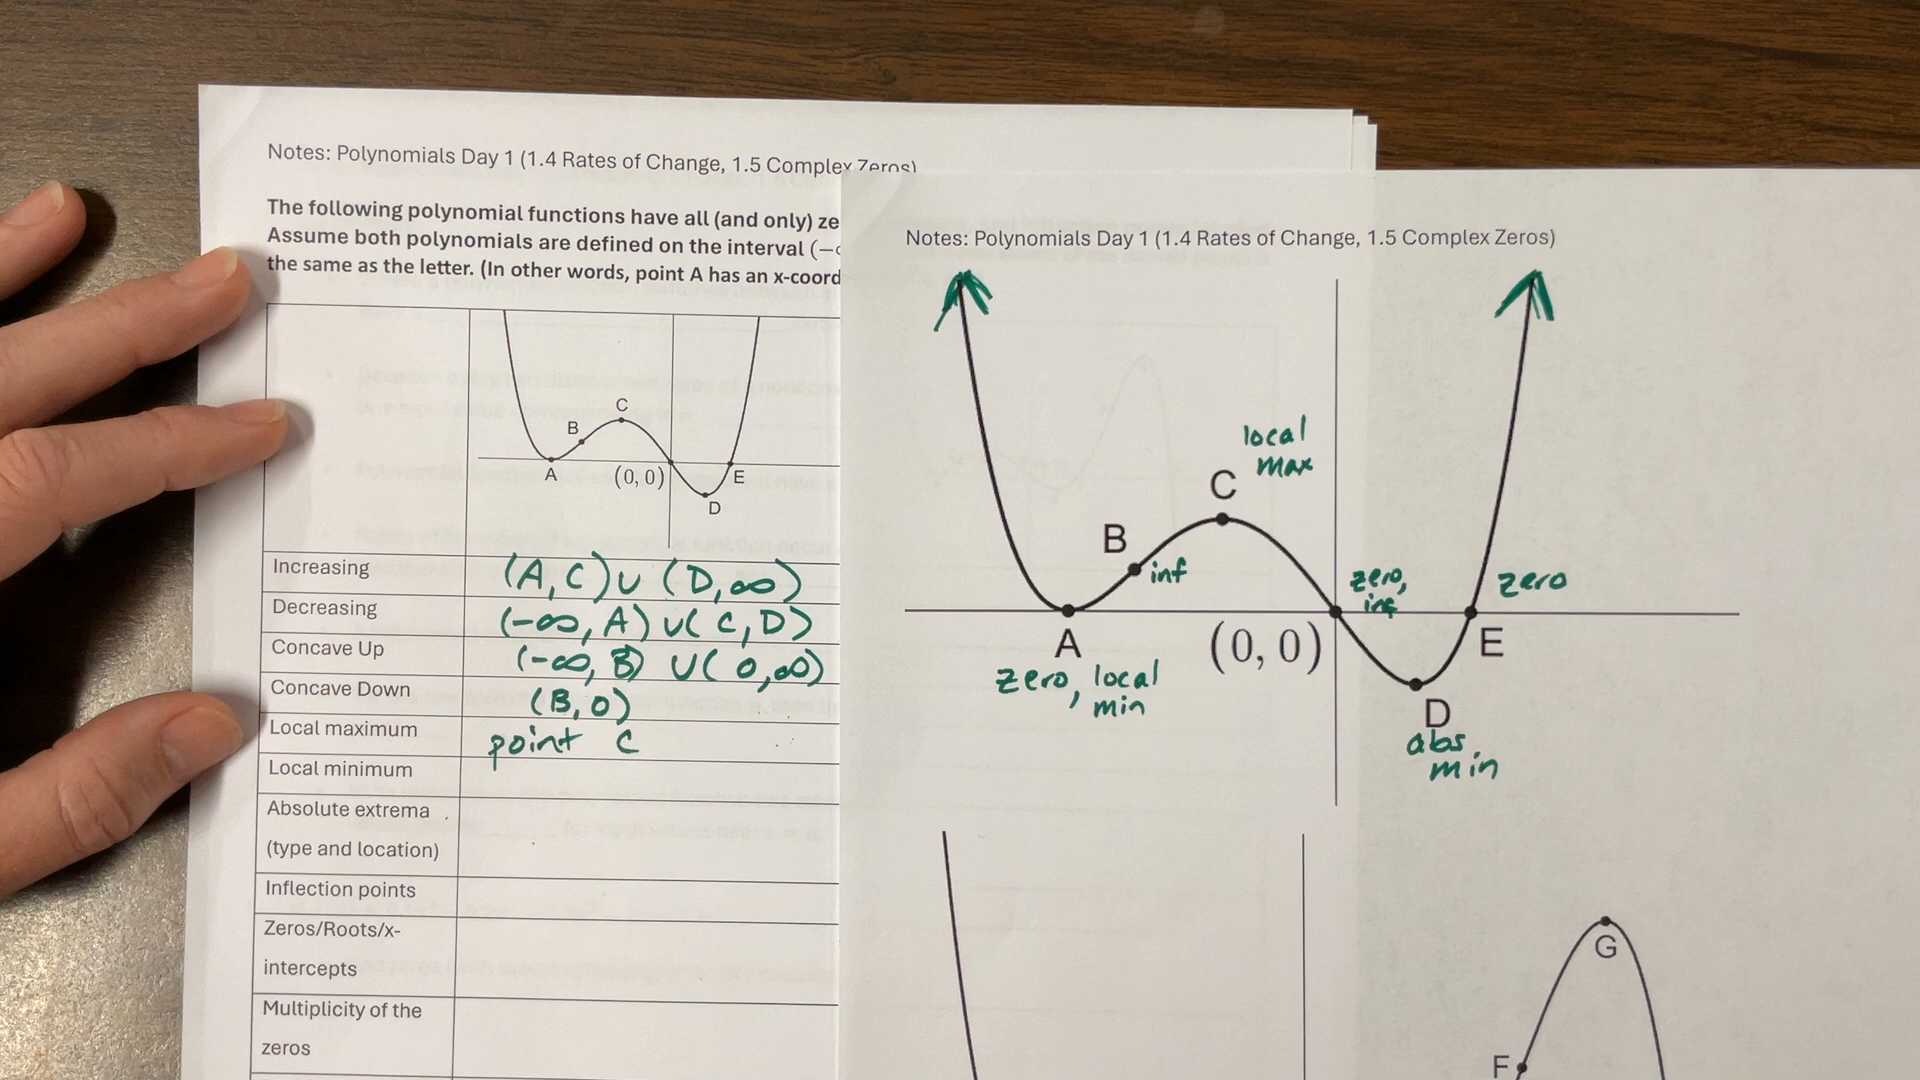 Notes: Polynomials Day 1 (1.4 Rates of Change, 1.5 Complex Zeros)
The following polynomial functions have all (and only) ze
Assume both polynomials are defined on the interval (−
the same as the letter. (In other words, point A has an x-coord
C
B
A
(0, 0)
E
D
Increasing (A, C) ∪ (D, ∞)
Decreasing (-∞, A) ∪ (C, D)
Concave Up (-∞, B) ∪ (0, ∞)
Concave Down (B, 0)
Local maximum point C
Local minimum
Absolute extrema
(type and location)
Inflection points
Zeros/Roots/x-
intercepts
Multiplicity of the
zeros
Notes: Polynomials Day 1 (1.4 Rates of Change, 1.5 Complex Zeros)
local
max
C
B
inf
zero,
inf
zero
A
(0, 0)
E
zero, local
min
D
abs.
min
G
F